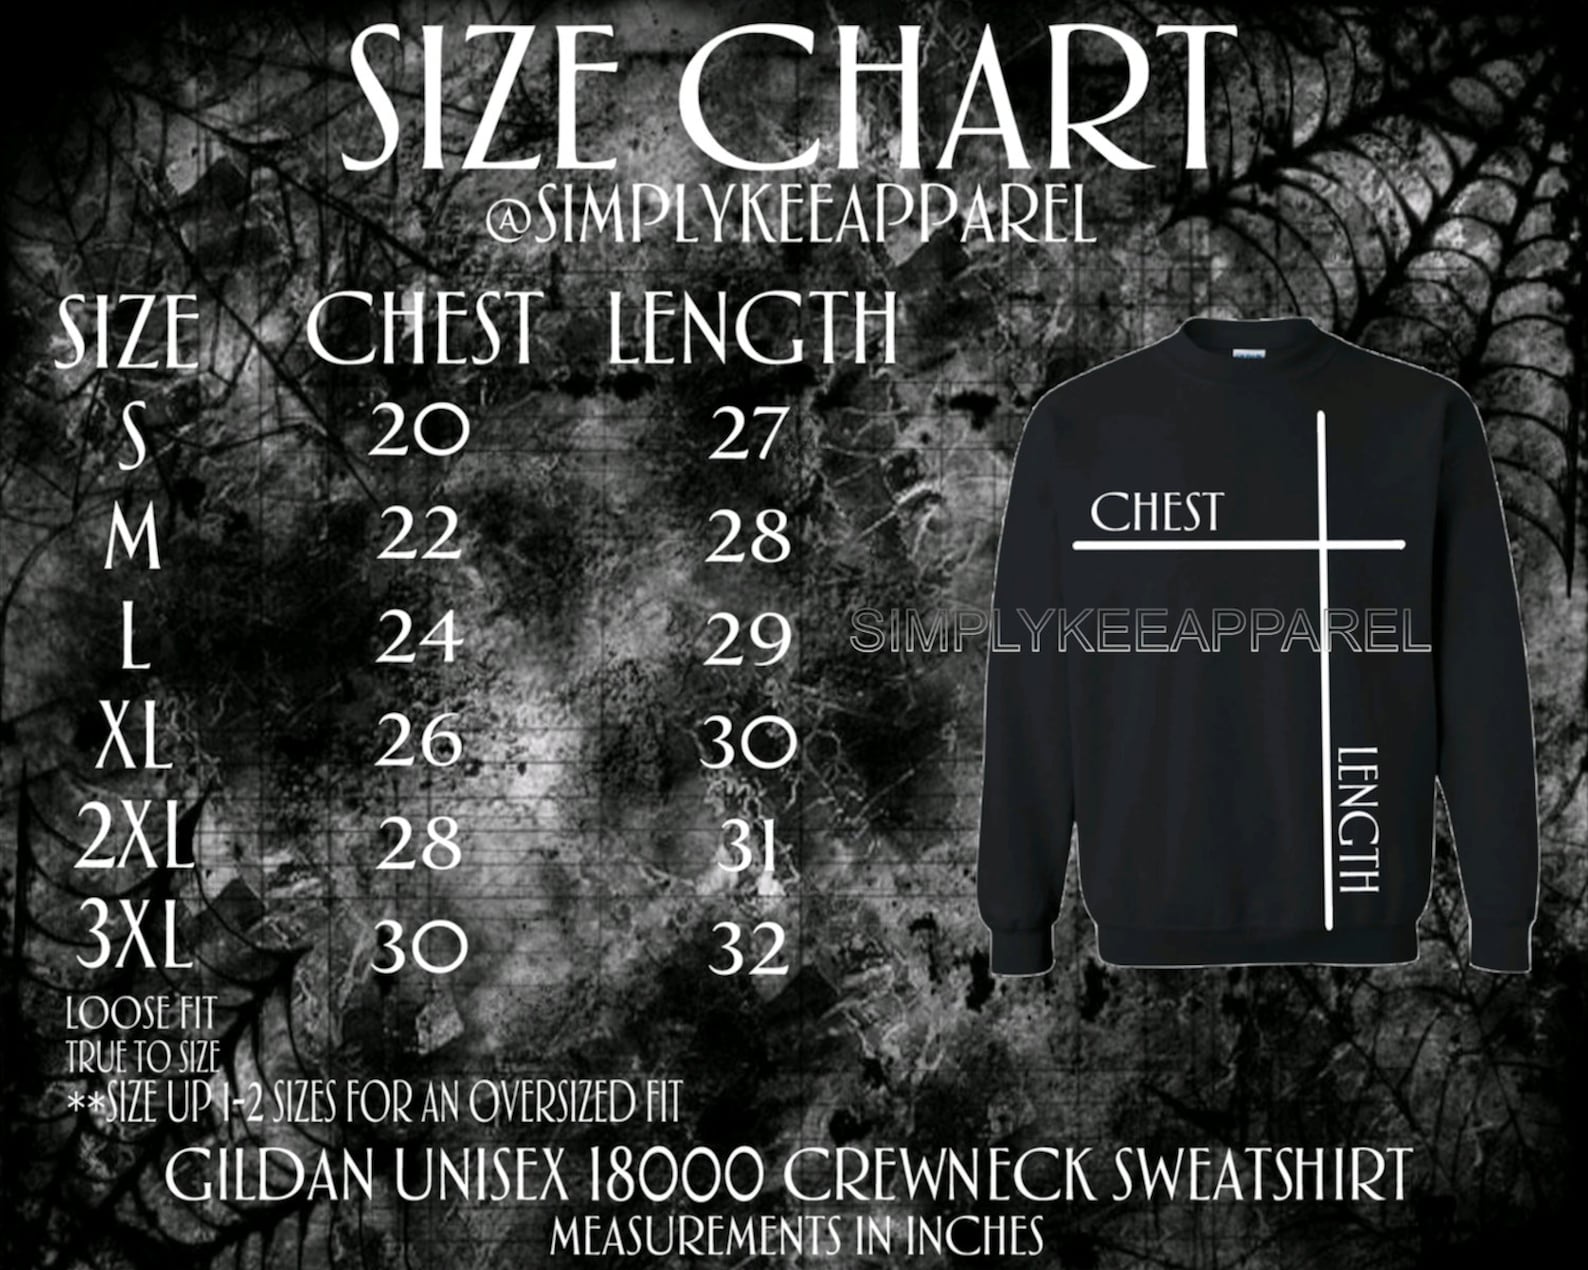 SIZE CHART
@SIMPLYKEEAPPAREL
SIZE CHEST LENGTH
S 20 27
M 22 28
L 24 29
XL 26 30
2XL 28 31
3XL 30 32
CHEST
SIMPLYKEEAPPAREL
LENGTH
LOOSE FIT
TRUE TO SIZE
**SIZE UP 1-2 SIZES FOR AN OVERSIZED FIT
GILDAN UNISEX 18000 CREWNECK SWEATSHIRT
MEASUREMENTS IN INCHES